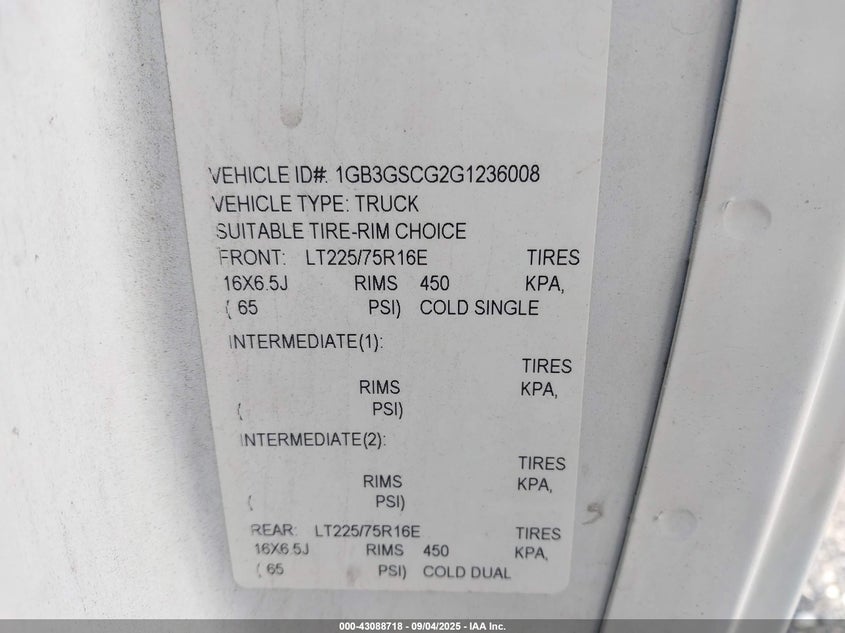 VEHICLE ID#: 1GB3GSCG2G1236008
VEHICLE TYPE: TRUCK
SUITABLE TIRE-RIM CHOICE
FRONT: LT225/75R16E TIRES
16X6.5J RIMS 450 KPA,
( 65 PSI) COLD SINGLE
INTERMEDIATE(1):
TIRES
RIMS KPA,
( PSI)
INTERMEDIATE(2):
TIRES
RIMS KPA,
( PSI)
REAR: LT225/75R16E TIRES
16X6.5J RIMS 450 KPA,
( 65 PSI) COLD DUAL
000-43088718 - 09/04/2025 - IAA Inc.